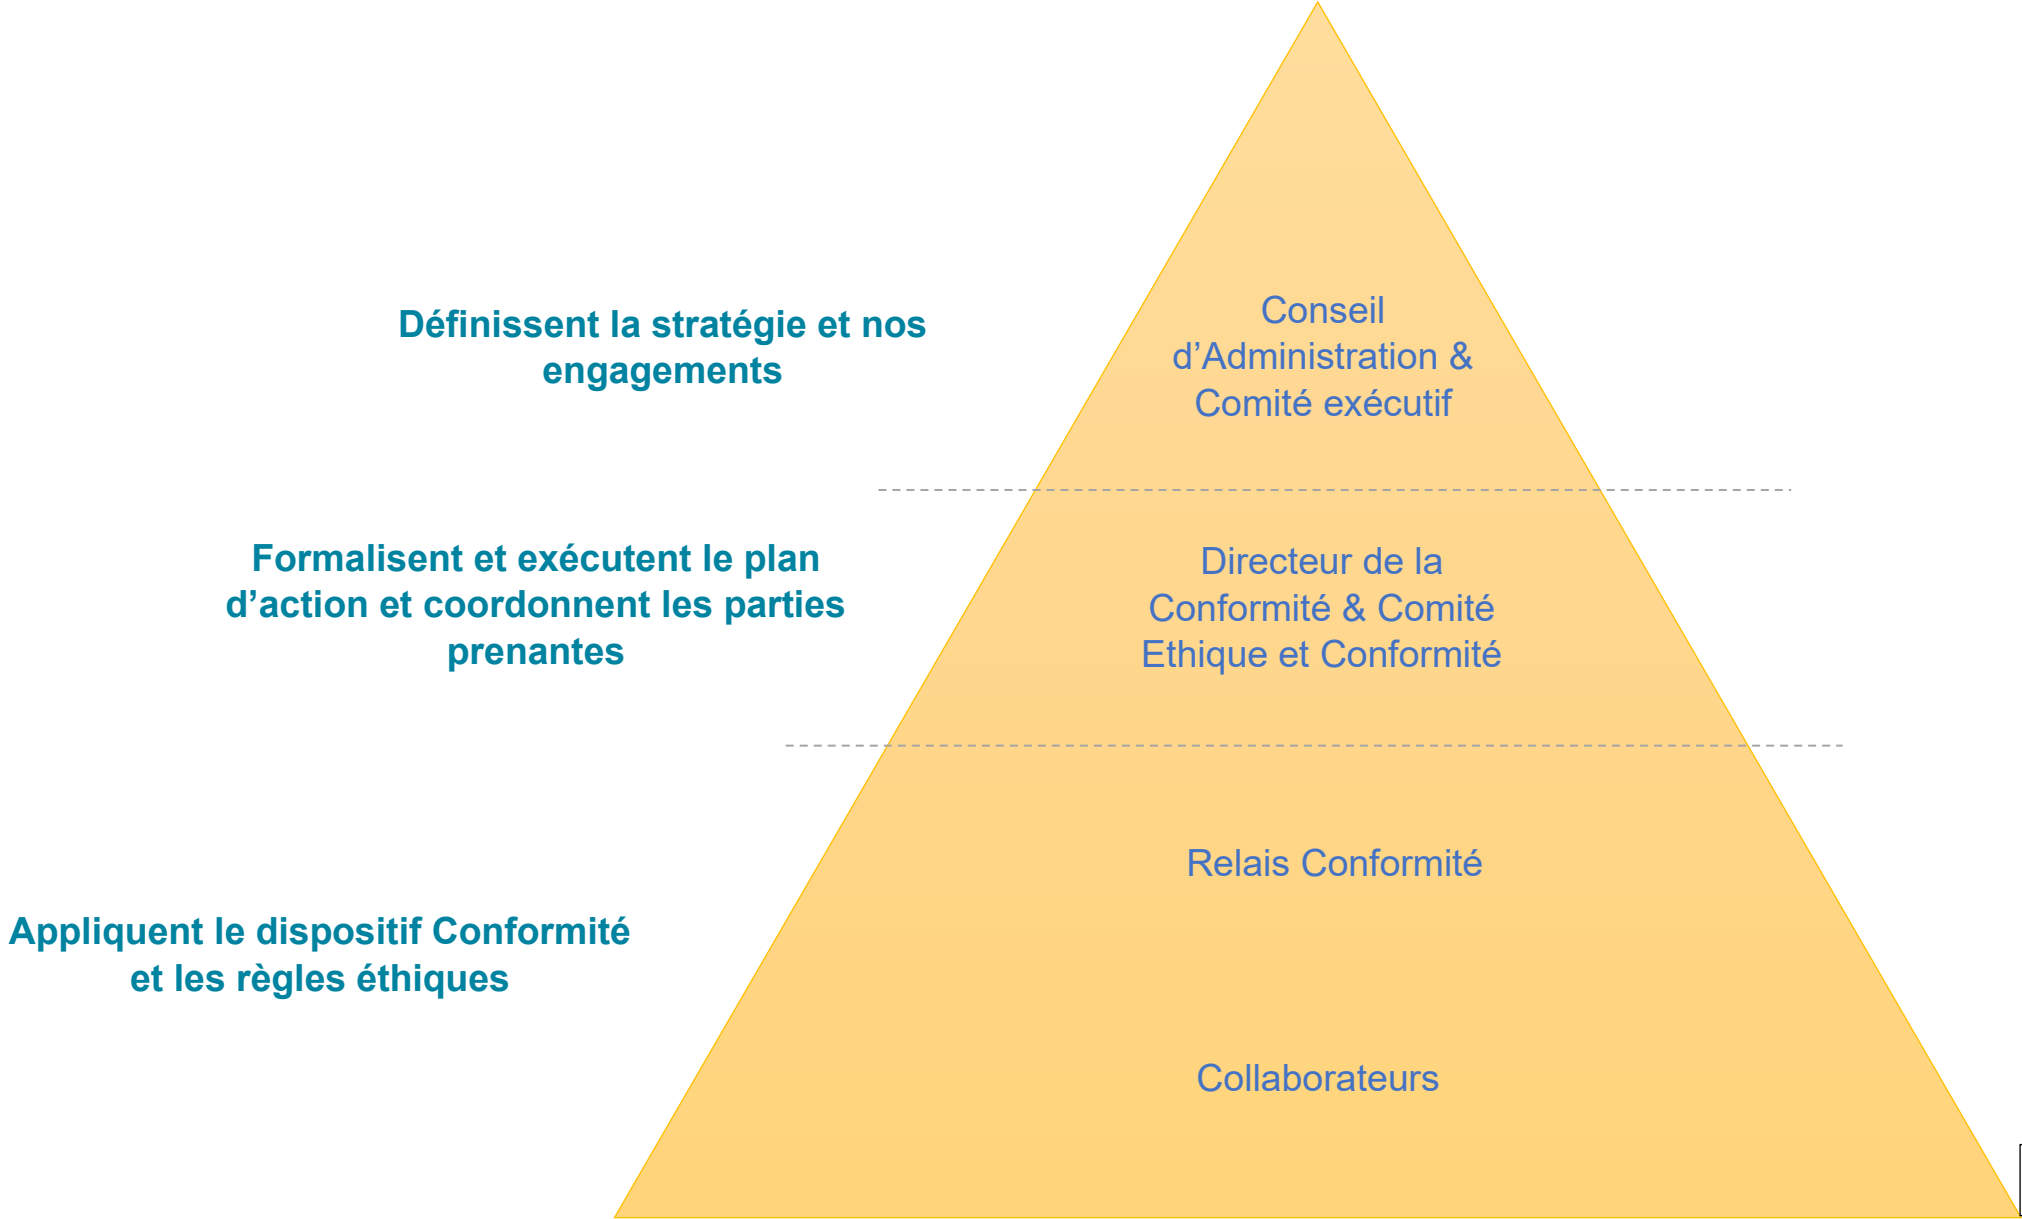 Définissent la stratégie et nos
engagements
Conseil
d’Administration &
Comité exécutif
Formalisent et exécutent le plan
d’action et coordonnent les parties
prenantes
Directeur de la
Conformité & Comité
Ethique et Conformité
Relais Conformité
Appliquent le dispositif Conformité
et les règles éthiques
Collaborateurs